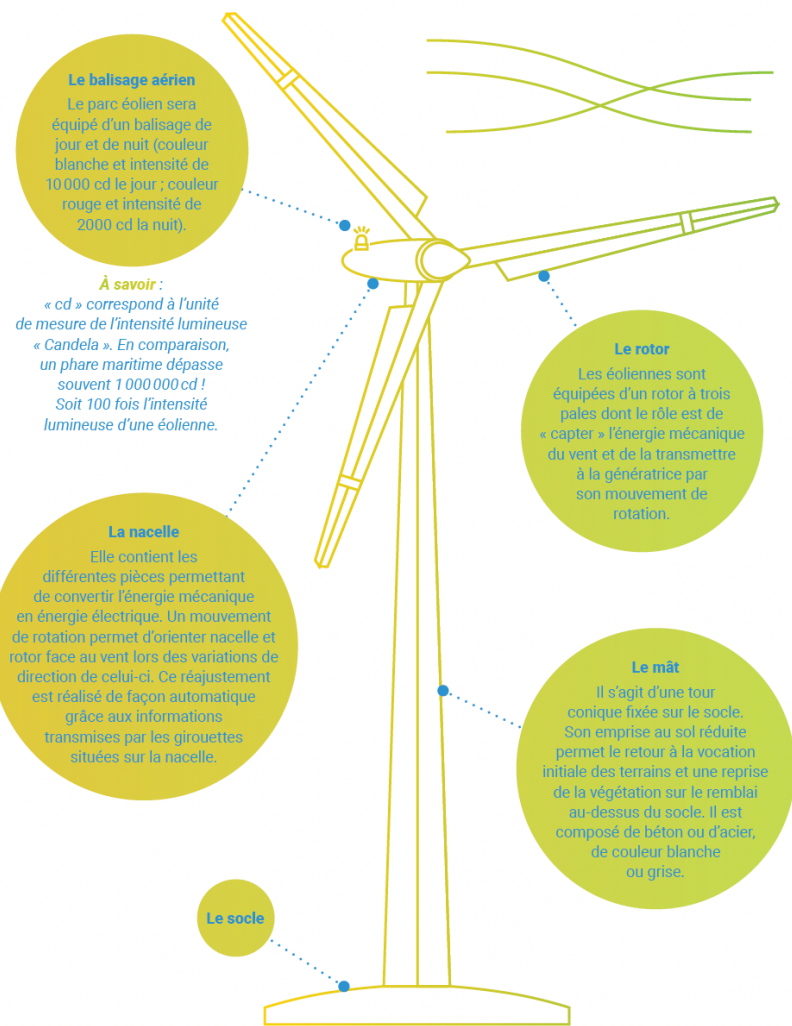 Le balisage aérien
Le parc éolien sera
équipé d’un balisage de
jour et de nuit (couleur
blanche et intensité de
10 000 cd le jour ; couleur
rouge et intensité de
2000 cd la nuit).
À savoir :
« cd » correspond à l’unité
de mesure de l’intensité lumineuse
« Candela ». En comparaison,
un phare maritime dépasse
souvent 1 000 000 cd !
Soit 100 fois l’intensité
lumineuse d’une éolienne.
Le rotor
Les éoliennes sont
équipées d’un rotor à trois
pales dont le rôle est de
« capter » l’énergie mécanique
du vent et de la transmettre
à la génératrice par
son mouvement de
rotation.
La nacelle
Elle contient les
différentes pièces permettant
de convertir l’énergie mécanique
en énergie électrique. Un mouvement
de rotation permet d’orienter nacelle et
rotor face au vent lors des variations de
direction de celui-ci. Ce réajustement
est réalisé de façon automatique
grâce aux informations
transmises par les girouettes
situées sur la nacelle.
Le mât
Il s’agit d’une tour
conique fixée sur le socle.
Son emprise au sol réduite
permet le retour à la vocation
initiale des terrains et une reprise
de la végétation sur le remblai
au-dessus du socle. Il est
composé de béton ou d’acier,
de couleur blanche
ou grise.
Le socle